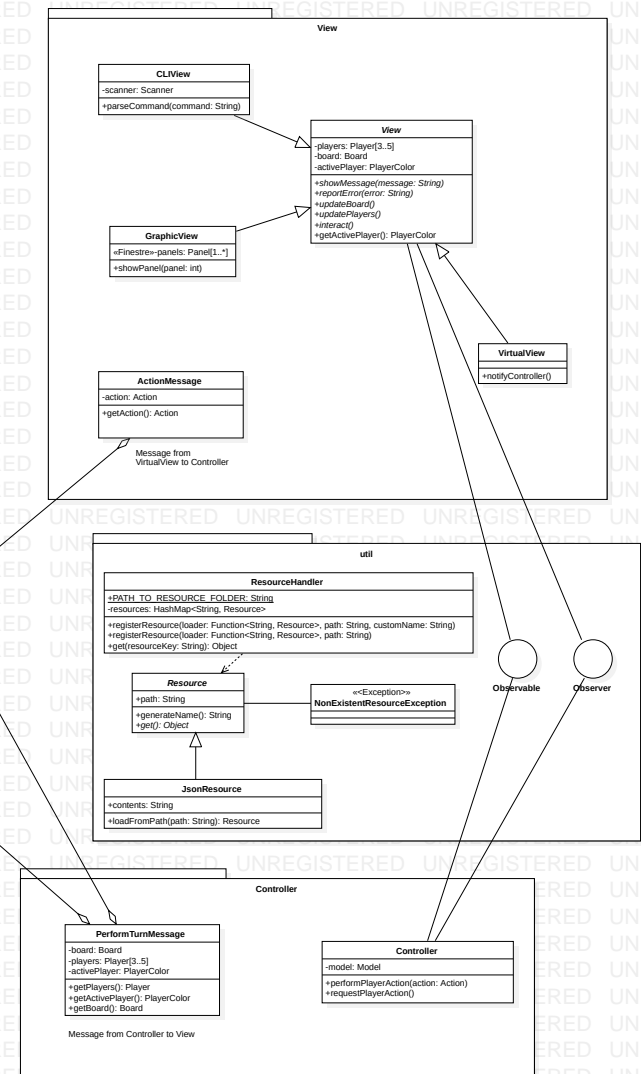 View
CLIView
-scanner: Scanner
+parseCommand(command: String)
View
-players: Player[3..5]
-board: Board
-activePlayer: PlayerColor
+showMessage(message: String)
+reportError(error: String)
+updateBoard()
+updatePlayers()
+interact()
+getActivePlayer(): PlayerColor
GraphicView
«Finestre»-panels: Panel[1..*]
+showPanel(panel: int)
VirtualView
+notifyController()
ActionMessage
-action: Action
+getAction(): Action
Message from
VirtualView to Controller
util
ResourceHandler
+PATH_TO_RESOURCE_FOLDER: String
-resources: HashMap<String, Resource>
+registerResource(loader: Function<String, Resource>, path: String, customName: String)
+registerResource(loader: Function<String, Resource>, path: String)
+get(resourceKey: String): Object
Resource
+path: String
+generateName(): String
+get(): Object
«<Exception>»
NonExistentResourceException
Observable
Observer
JsonResource
+contents: String
+loadFromPath(path: String): Resource
Controller
PerformTurnMessage
-board: Board
-players: Player[3..5]
-activePlayer: PlayerColor
+getPlayers(): Player
+getActivePlayer(): PlayerColor
+getBoard(): Board
Message from Controller to View
Controller
-model: Model
+performPlayerAction(action: Action)
+requestPlayerAction()
UNREGISTERED UNREGISTERED UNREGISTERED